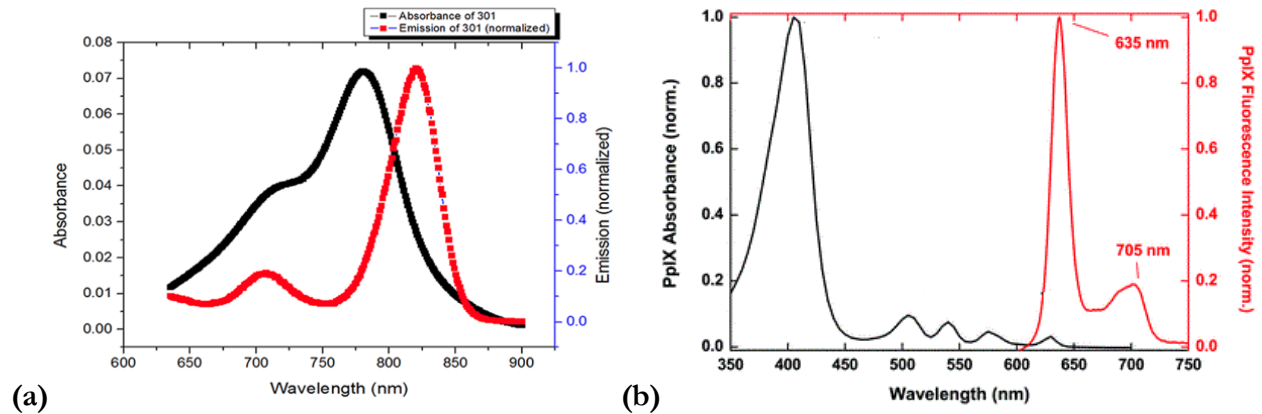 Absorbance of 301
Emission of 301 (normalized)
0.08
0.07
0.06
0.05
0.04
0.03
0.02
0.01
0.00
Absorbance
1.0
0.8
0.6
0.4
0.2
0.0
Emission (normalized)
600 650 700 750 800 850 900
Wavelength (nm)
(a)
1.0
0.8
0.6
0.4
0.2
0.0
PpIX Absorbance (norm.)
635 nm
705 nm
1.0
0.8
0.6
0.4
0.2
0.0
PpIX Fluorescence Intensity (norm.)
350 400 450 500 550 600 650 700 750
Wavelength (nm)
(b)